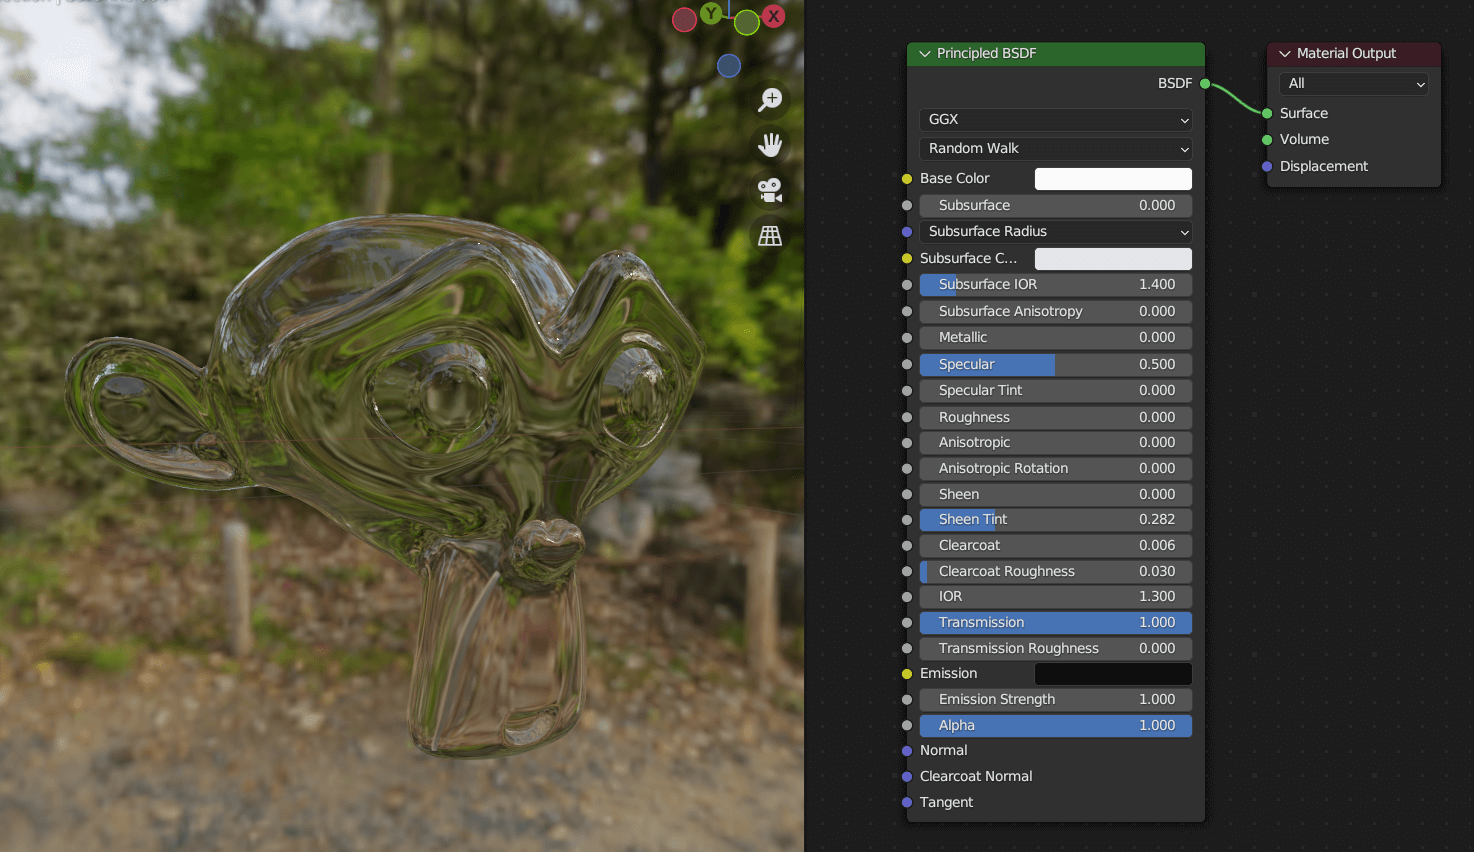 Y
X
Principled BSDF
BSDF
GGX
Random Walk
Base Color
Subsurface 0.000
Subsurface Radius
Subsurface C...
Subsurface IOR 1.400
Subsurface Anisotropy 0.000
Metallic 0.000
Specular 0.500
Specular Tint 0.000
Roughness 0.000
Anisotropic 0.000
Anisotropic Rotation 0.000
Sheen 0.000
Sheen Tint 0.282
Clearcoat 0.006
Clearcoat Roughness 0.030
IOR 1.300
Transmission 1.000
Transmission Roughness 0.000
Emission
Emission Strength 1.000
Alpha 1.000
Normal
Clearcoat Normal
Tangent
Material Output
All
Surface
Volume
Displacement